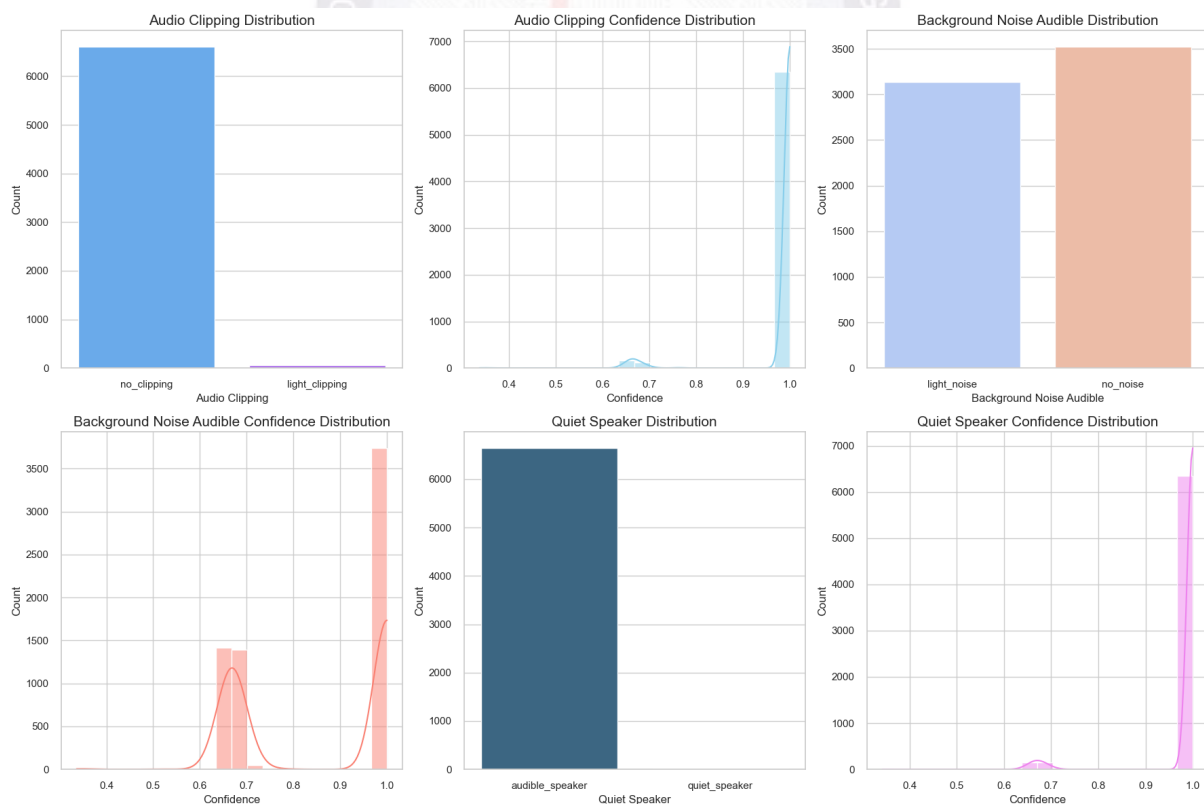 Audio Clipping Distribution
Count
6000
5000
4000
3000
2000
1000
0
no_clipping
light_clipping
Audio Clipping
Audio Clipping Confidence Distribution
Count
7000
6000
5000
4000
3000
2000
1000
0
0.4 0.5 0.6 0.7 0.8 0.9 1.0
Confidence
Background Noise Audible Distribution
Count
3500
3000
2500
2000
1500
1000
500
0
light_noise
no_noise
Background Noise Audible
Background Noise Audible Confidence Distribution
Count
3500
3000
2500
2000
1500
1000
500
0
0.4 0.5 0.6 0.7 0.8 0.9 1.0
Confidence
Quiet Speaker Distribution
Count
6000
5000
4000
3000
2000
1000
0
audible_speaker
quiet_speaker
Quiet Speaker
Quiet Speaker Confidence Distribution
Count
7000
6000
5000
4000
3000
2000
1000
0
0.4 0.5 0.6 0.7 0.8 0.9 1.0
Confidence